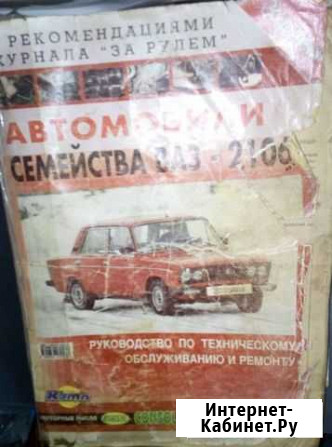 РЕКОМЕНДАЦИЯМИ
ЖУРНАЛА "ЗА РУЛЕМ"
АВТОМОБИЛИ
СЕМЕЙСТВА ВАЗ-2106
РУКОВОДСТВО ПО ТЕХНИЧЕСКОМУ
ОБСЛУЖИВАНИЮ И РЕМОНТУ
Интернет-
Кабинет.Ру